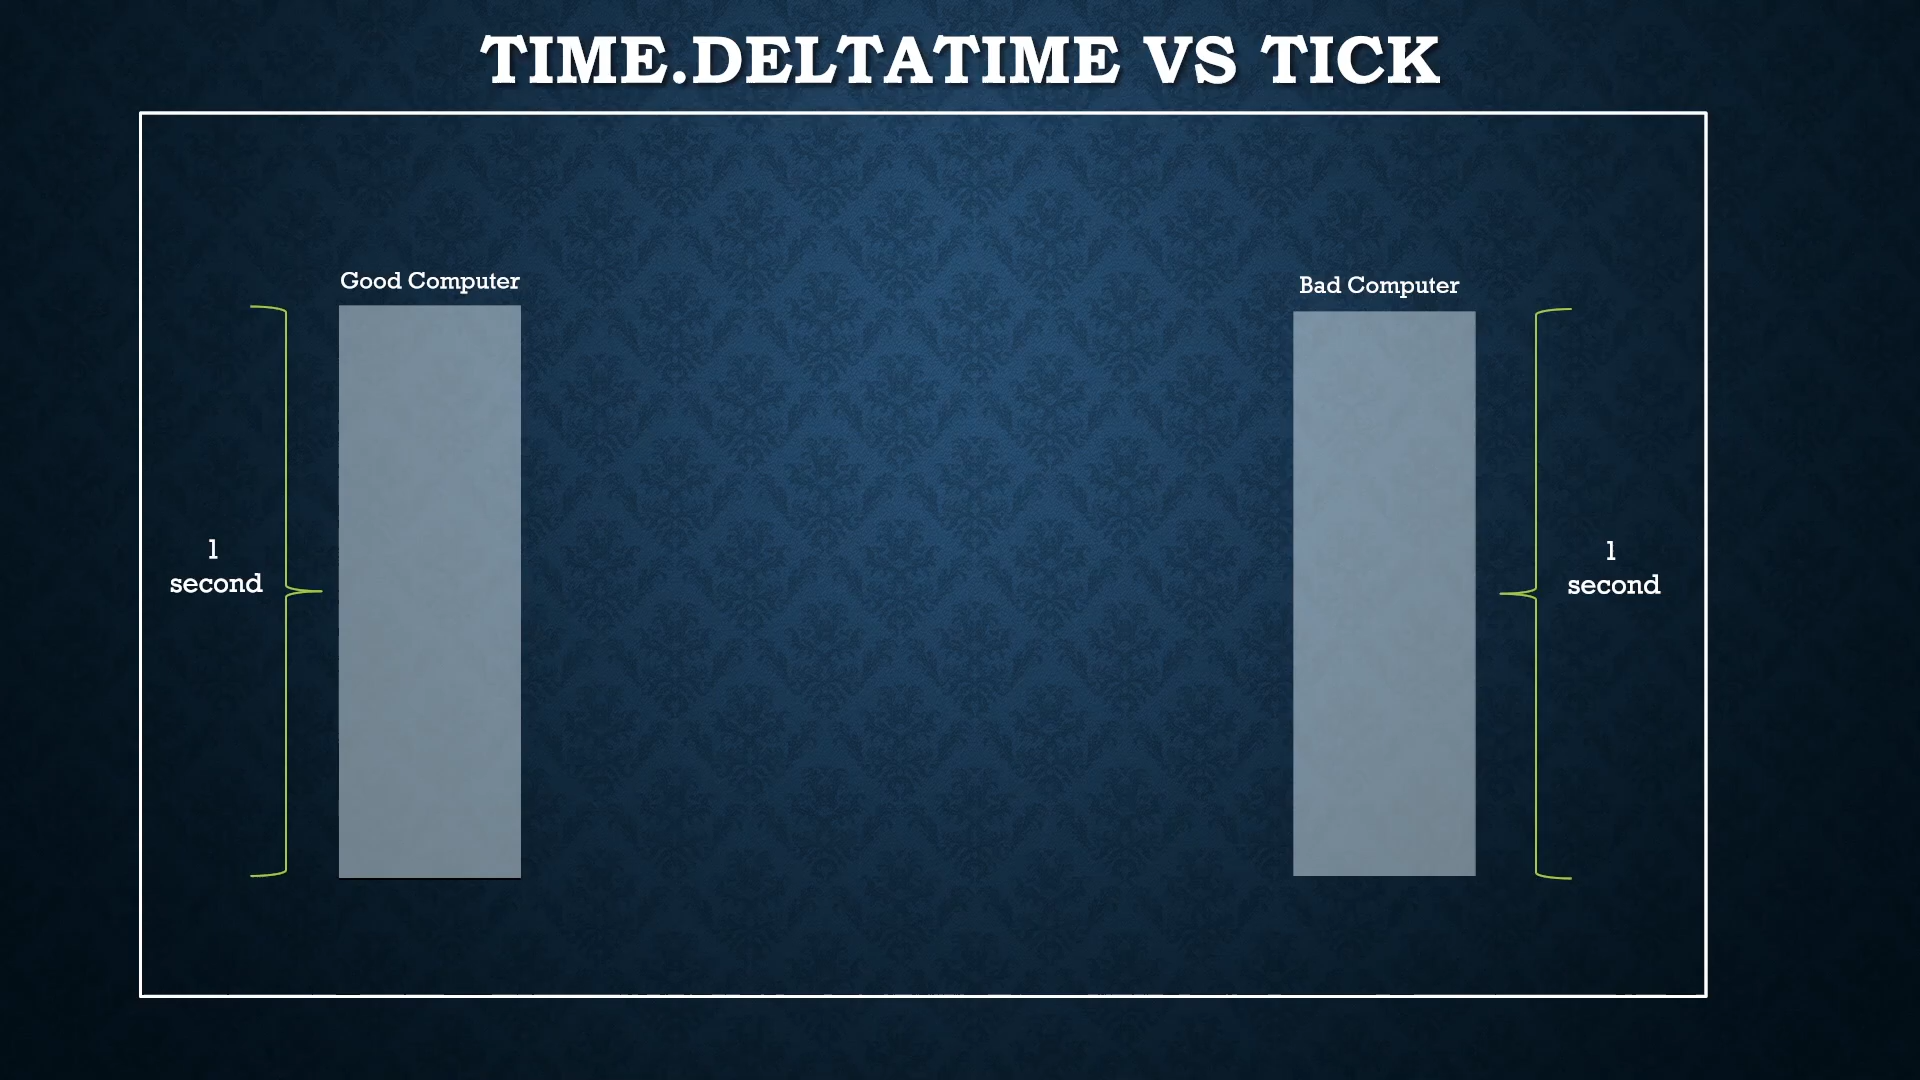 TIME.DELTATIME VS TICK
Good Computer
Bad Computer
1
second
1
second